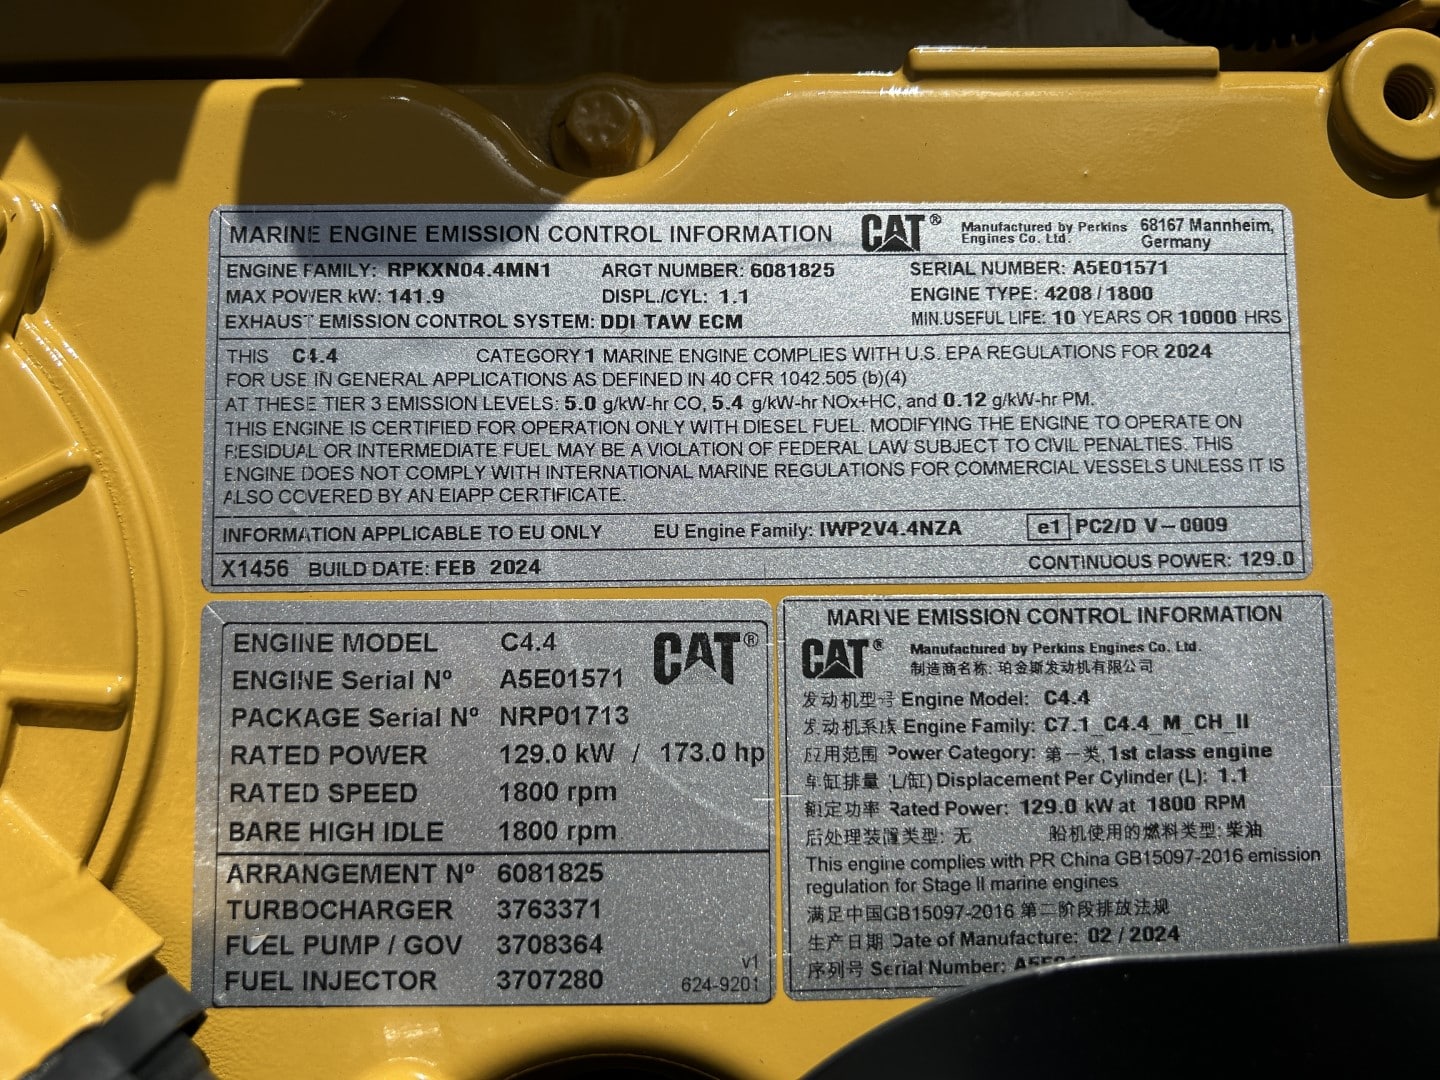 MARINE ENGINE EMISSION CONTROL INFORMATION CAT® Manufactured by Perkins Engines Co. Ltd. 68167 Mannheim, Germany
ENGINE FAMILY: RPKXN04.4MN1 ARGT NUMBER: 6081825 SERIAL NUMBER: A5E01571
MAX POWER kW: 141.9 DISPL./CYL: 1.1 ENGINE TYPE: 4208 / 1800
EXHAUST EMISSION CONTROL SYSTEM: DDI TAW ECM MIN.USEFUL LIFE: 10 YEARS OR 10000 HRS
THIS C4.4 CATEGORY 1 MARINE ENGINE COMPLIES WITH U.S. EPA REGULATIONS FOR 2024
FOR USE IN GENERAL APPLICATIONS AS DEFINED IN 40 CFR 1042.505 (b)(4)
AT THESE TIER 3 EMISSION LEVELS: 5.0 g/kW-hr CO, 5.4 g/kW-hr NOx+HC, and 0.12 g/kW-hr PM.
THIS ENGINE IS CERTIFIED FOR OPERATION ONLY WITH DIESEL FUEL. MODIFYING THE ENGINE TO OPERATE ON
RESIDUAL OR INTERMEDIATE FUEL MAY BE A VIOLATION OF FEDERAL LAW SUBJECT TO CIVIL PENALTIES. THIS
ENGINE DOES NOT COMPLY WITH INTERNATIONAL MARINE REGULATIONS FOR COMMERCIAL VESSELS UNLESS IT IS
ALSO COVERED BY AN EIAPP CERTIFICATE.
INFORMATION APPLICABLE TO EU ONLY EU Engine Family: IWP2V4.4NZA e1 PC2/D V-0009
X1456 BUILD DATE: FEB 2024 CONTINUOUS POWER: 129.0
ENGINE MODEL C4.4 CAT®
ENGINE Serial Nº A5E01571
PACKAGE Serial Nº NRP01713
RATED POWER 129.0 kW / 173.0 hp
RATED SPEED 1800 rpm
BARE HIGH IDLE 1800 rpm
ARRANGEMENT Nº 6081825
TURBOCHARGER 3763371
FUEL PUMP / GOV 3708364
FUEL INJECTOR 3707280
v1
624-9201
MARINE EMISSION CONTROL INFORMATION
CAT® Manufactured by Perkins Engines Co. Ltd.
制造商名称: 珀金斯发动机有限公司
发动机型号 Engine Model: C4.4
发动机系族 Engine Family: C7.1_C4.4_M_CH_II
应用范围 Power Category: 第一类, 1st class engine
单缸排量 (L/缸) Displacement Per Cylinder (L): 1.1
额定功率 Rated Power: 129.0 kW at 1800 RPM
后处理装置类型: 无 船机使用的燃料类型: 柴油
This engine complies with PR China GB15097-2016 emission
regulation for Stage II marine engines
满足中国GB15097-2016 第二阶段排放法规
生产日期 Date of Manufacture: 02 / 2024
序列号 Serial Number: